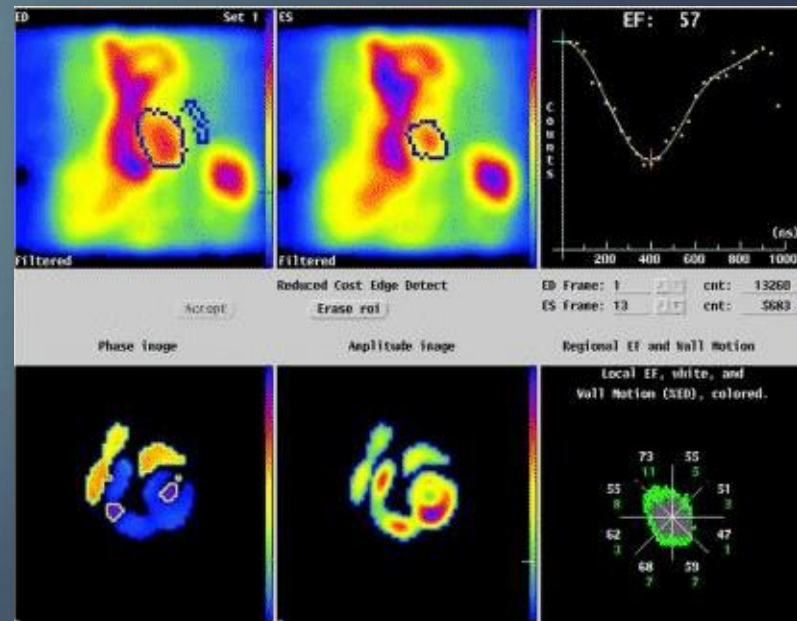 ED Set 1
ES
EF: 57
Counts
(ms)
200 400 600 800 1000
Filtered
Filtered
Reduced Cost Edge Detect
Accept
Erase roi
ED Frame: 1 cnt: 13260
ES Frame: 13 cnt: 5683
Phase image
Amplitude image
Regional EF and Wall Motion
Local EF, white, and
Wall Motion (%ED), colored.
73 55
11 5
55 51
8 3
62 47
3 1
68 59
7 7